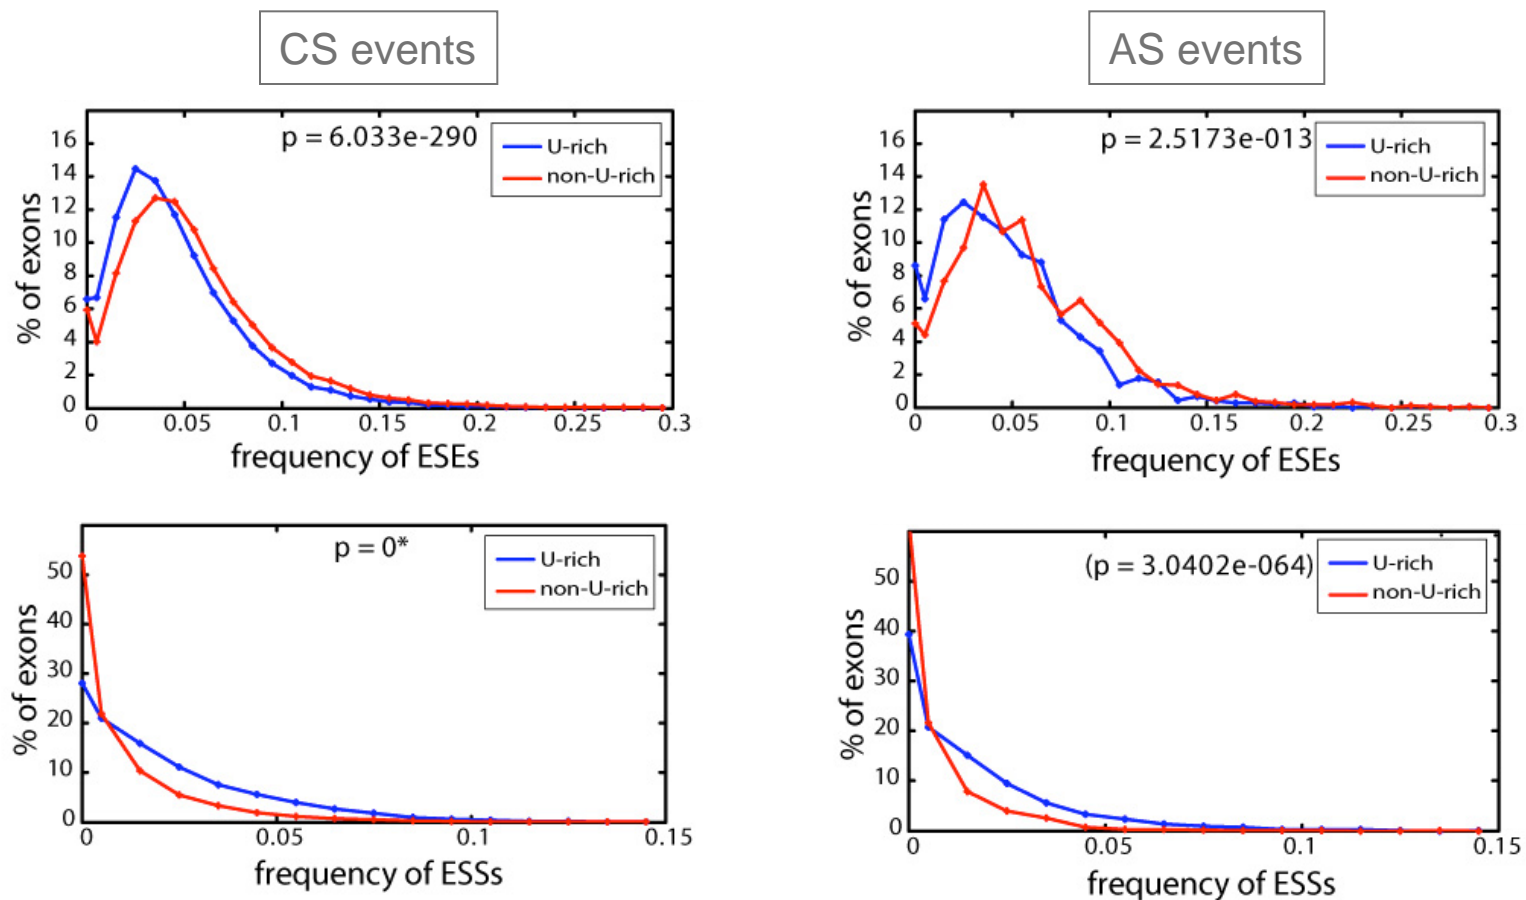 CS events
AS events
p = 6.033e-290
U-rich
non-U-rich
% of exons
16
14
12
10
8
6
4
2
0
0 0.05 0.1 0.15 0.2 0.25 0.3
frequency of ESEs
p = 2.5173e-013
U-rich
non-U-rich
% of exons
16
14
12
10
8
6
4
2
0
0 0.05 0.1 0.15 0.2 0.25 0.3
frequency of ESEs
p = 0*
U-rich
non-U-rich
% of exons
50
40
30
20
10
0
0 0.05 0.1 0.15
frequency of ESSs
(p = 3.0402e-064)
U-rich
non-U-rich
% of exons
50
40
30
20
10
0
0 0.05 0.1 0.15
frequency of ESSs